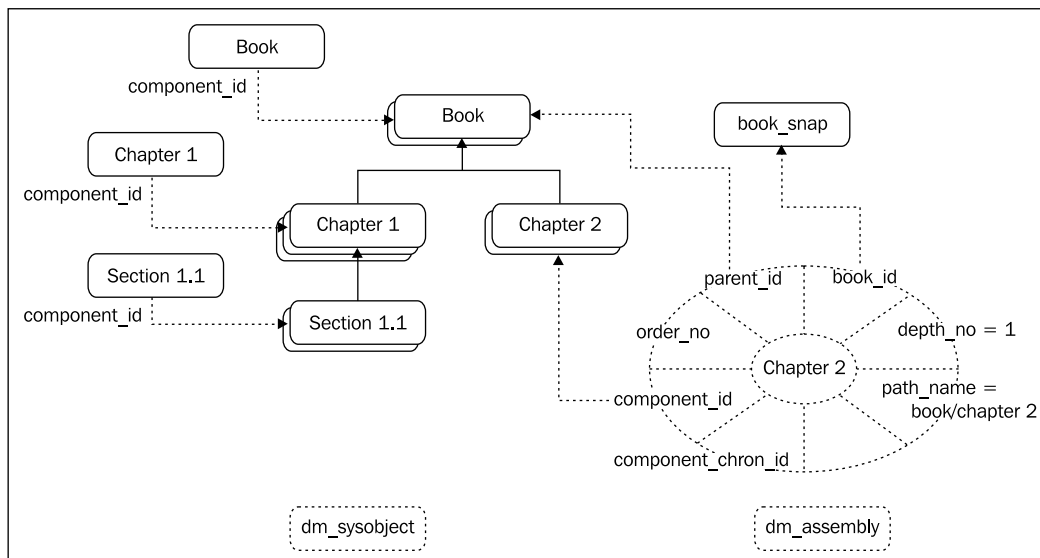 Book
component_id
Book
book_snap
Chapter 1
component_id
Chapter 1
Chapter 2
Section 1.1
component_id
Section 1.1
parent_id
book_id
order_no
depth_no = 1
Chapter 2
component_id
path_name =
book/chapter 2
component_chron_id
dm_sysobject
dm_assembly